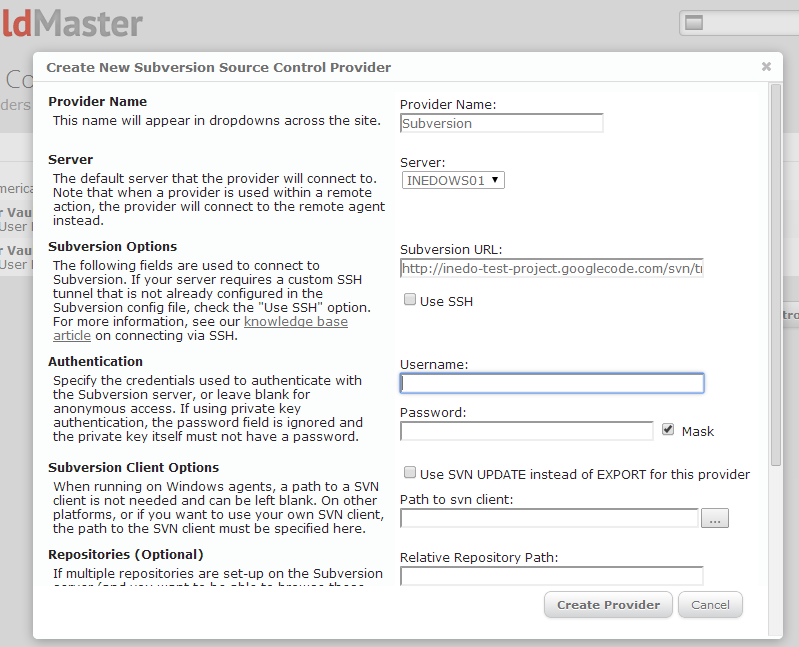 ldMaster
Co
ders
merica
r Vau
User
r Vau
User
tro
Create New Subversion Source Control Provider
Provider Name
This name will appear in dropdowns across the site.
Provider Name:
Subversion
Server
The default server that the provider will connect to.
Note that when a provider is used within a remote
action, the provider will connect to the remote agent
instead.
Server:
INEDOWS01
Subversion Options
The following fields are used to connect to
Subversion. If your server requires a custom SSH
tunnel that is not already configured in the
Subversion config file, check the "Use SSH" option.
For more information, see our knowledge base
article on connecting via SSH.
Subversion URL:
http://inedo-test-project.googlecode.com/svn/tr
Use SSH
Authentication
Specify the credentials used to authenticate with
the Subversion server, or leave blank for
anonymous access. If using private key
authentication, the password field is ignored and
the private key itself must not have a password.
Username:
Password:
Mask
Subversion Client Options
When running on Windows agents, a path to a SVN
client is not needed and can be left blank. On other
platforms, or if you want to use your own SVN client,
the path to the SVN client must be specified here.
Use SVN UPDATE instead of EXPORT for this provider
Path to svn client:
...
Repositories (Optional)
If multiple repositories are set-up on the Subversion
Relative Repository Path:
Create Provider
Cancel